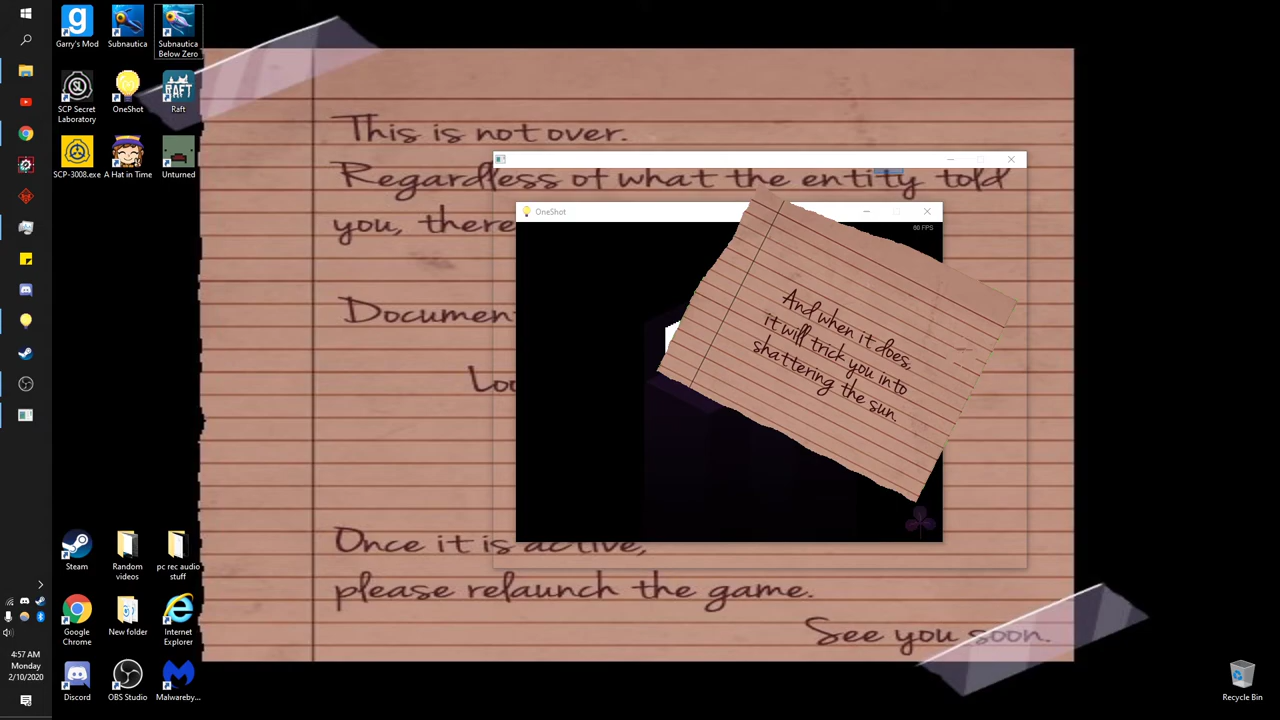 Garry's Mod
Subnautica
Subnautica
Below Zero
SCP Secret
Laboratory
OneShot
RAFT
Raft
SCP-3008.exe
A Hat in Time
Unturned
This is not over.
Regardless of what the entity told
you, there
Document
Once it is active,
please relaunch the game.
See you soon.
OneShot
60 FPS
And when it does,
it will trick you into
shattering the sun.
Steam
Random
videos
pc rec audio
stuff
Google
Chrome
New folder
Internet
Explorer
Discord
OBS Studio
Malwareby...
4:57 AM
Monday
2/10/2020
Recycle Bin